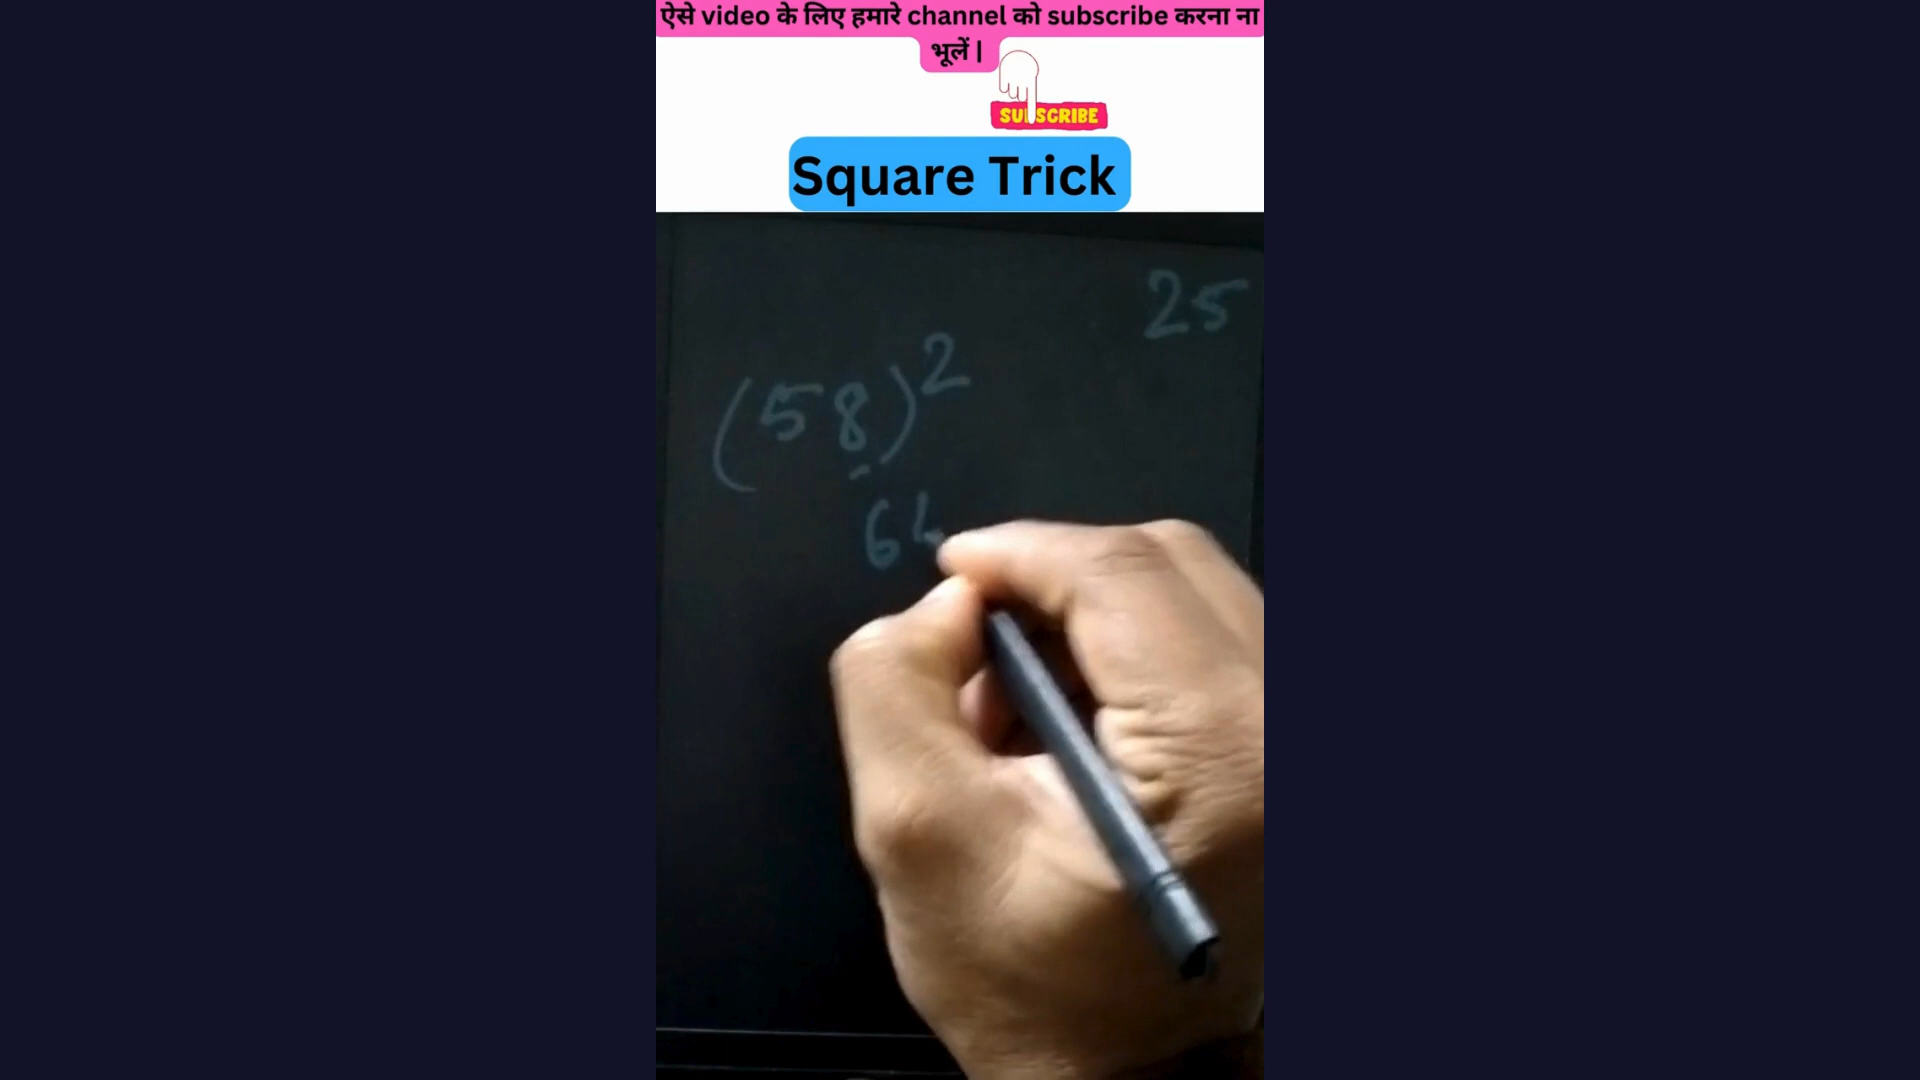 ऐसे video के लिए हमारे channel को subscribe करना ना
भूलें |
SUBSCRIBE
Square Trick
25
(58)²
64